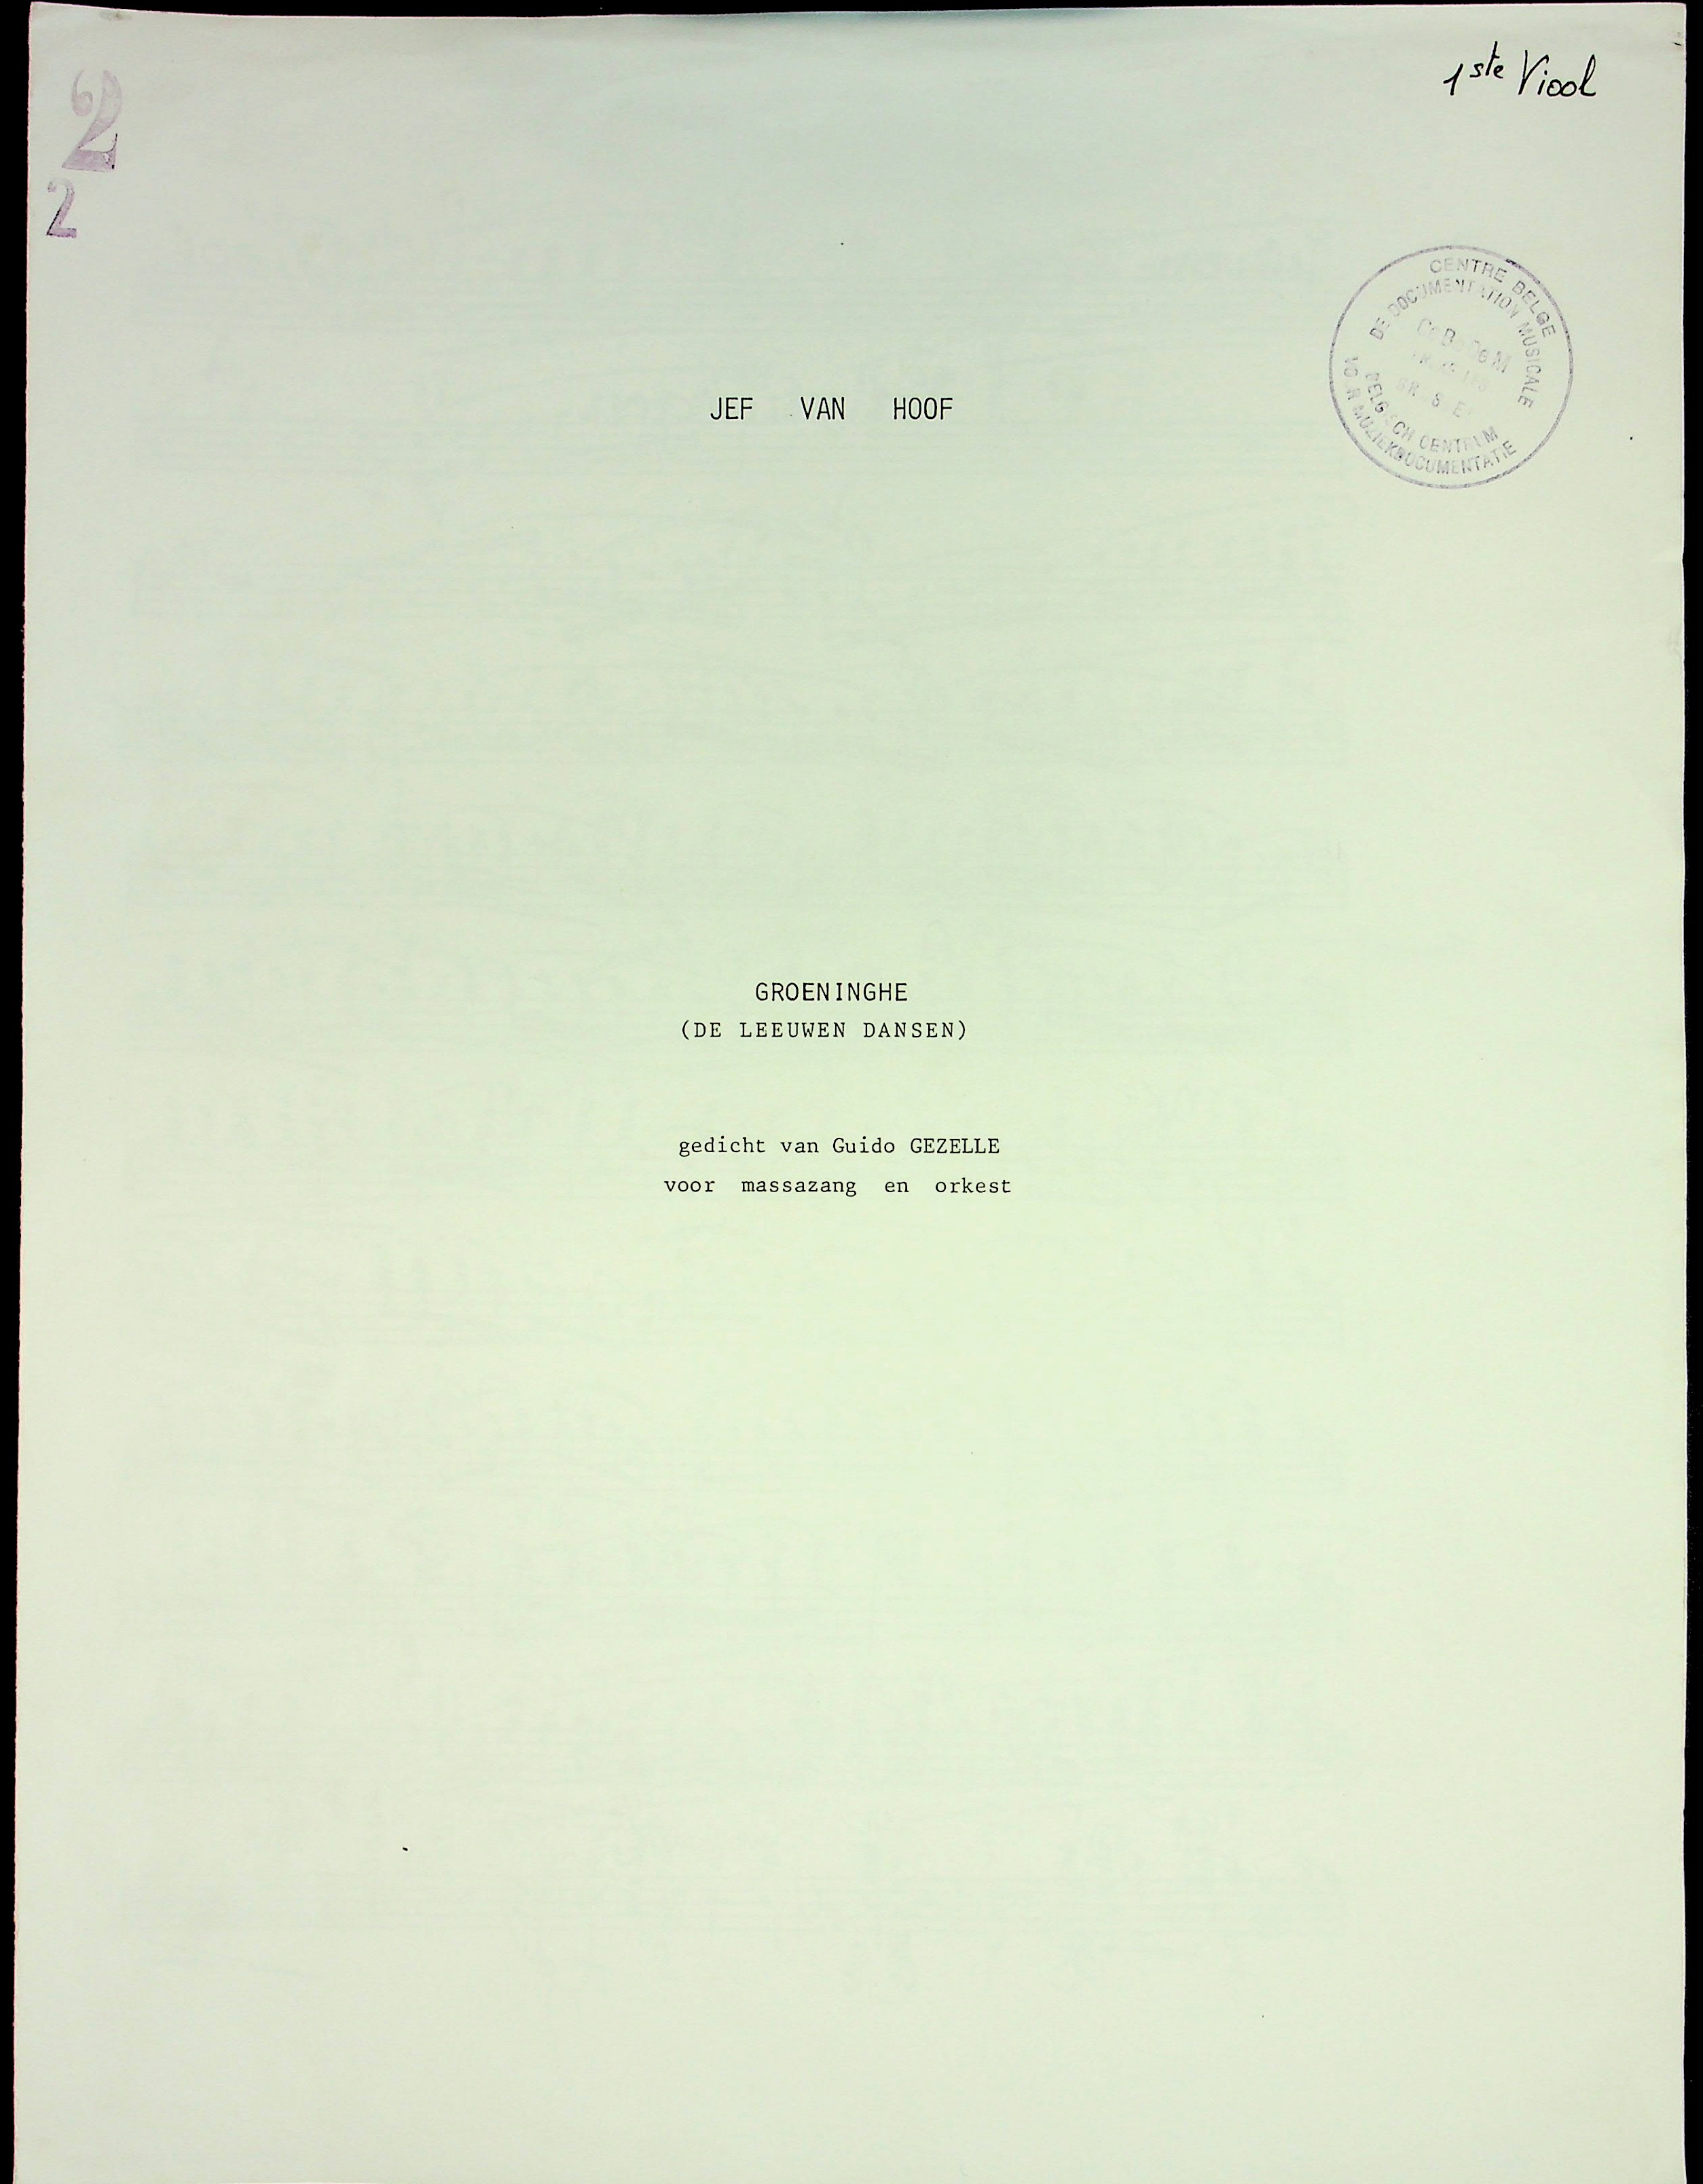 1ste Viool
2
2
CENTRE BELGE
DE DOCUMENTATION MUSICALE
CeBeDeM
BELGISCH CENTRUM
VOOR MUZIEKDOCUMENTATIE
JEF VAN HOOF
GROENINGHE
(DE LEEUWEN DANSEN)
gedicht van Guido GEZELLE
voor massazang en orkest